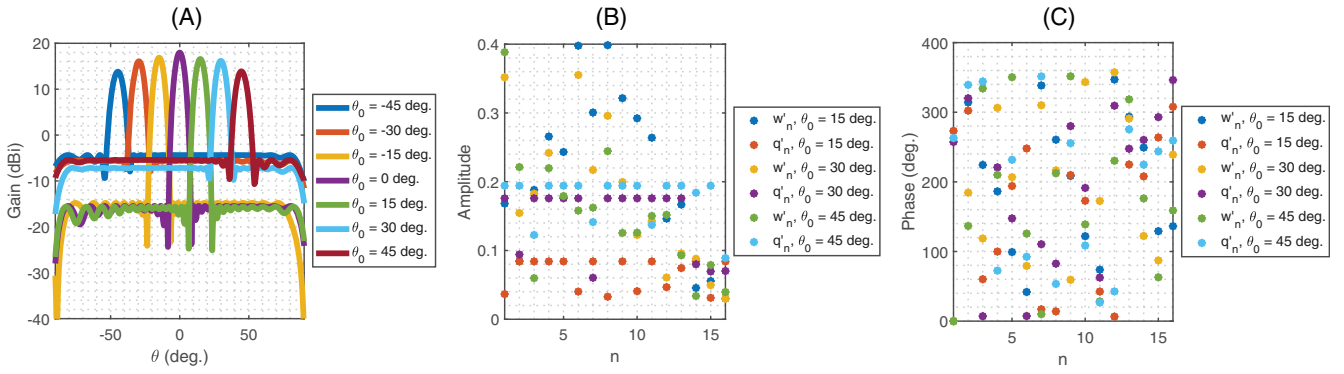 (A)
20
10
0
-10
-20
-30
-40
-50
0
50
Gain (dBi)
θ (deg.)
θ0 = -45 deg.
θ0 = -30 deg.
θ0 = -15 deg.
θ0 = 0 deg.
θ0 = 15 deg.
θ0 = 30 deg.
θ0 = 45 deg.
(B)
0.4
0.3
0.2
0.1
0
5
10
15
Amplitude
n
w'n, θ0 = 15 deg.
q'n, θ0 = 15 deg.
w'n, θ0 = 30 deg.
q'n, θ0 = 30 deg.
w'n, θ0 = 45 deg.
q'n, θ0 = 45 deg.
(C)
400
300
200
100
0
5
10
15
Phase (deg.)
n
w'n, θ0 = 15 deg.
q'n, θ0 = 15 deg.
w'n, θ0 = 30 deg.
q'n, θ0 = 30 deg.
w'n, θ0 = 45 deg.
q'n, θ0 = 45 deg.